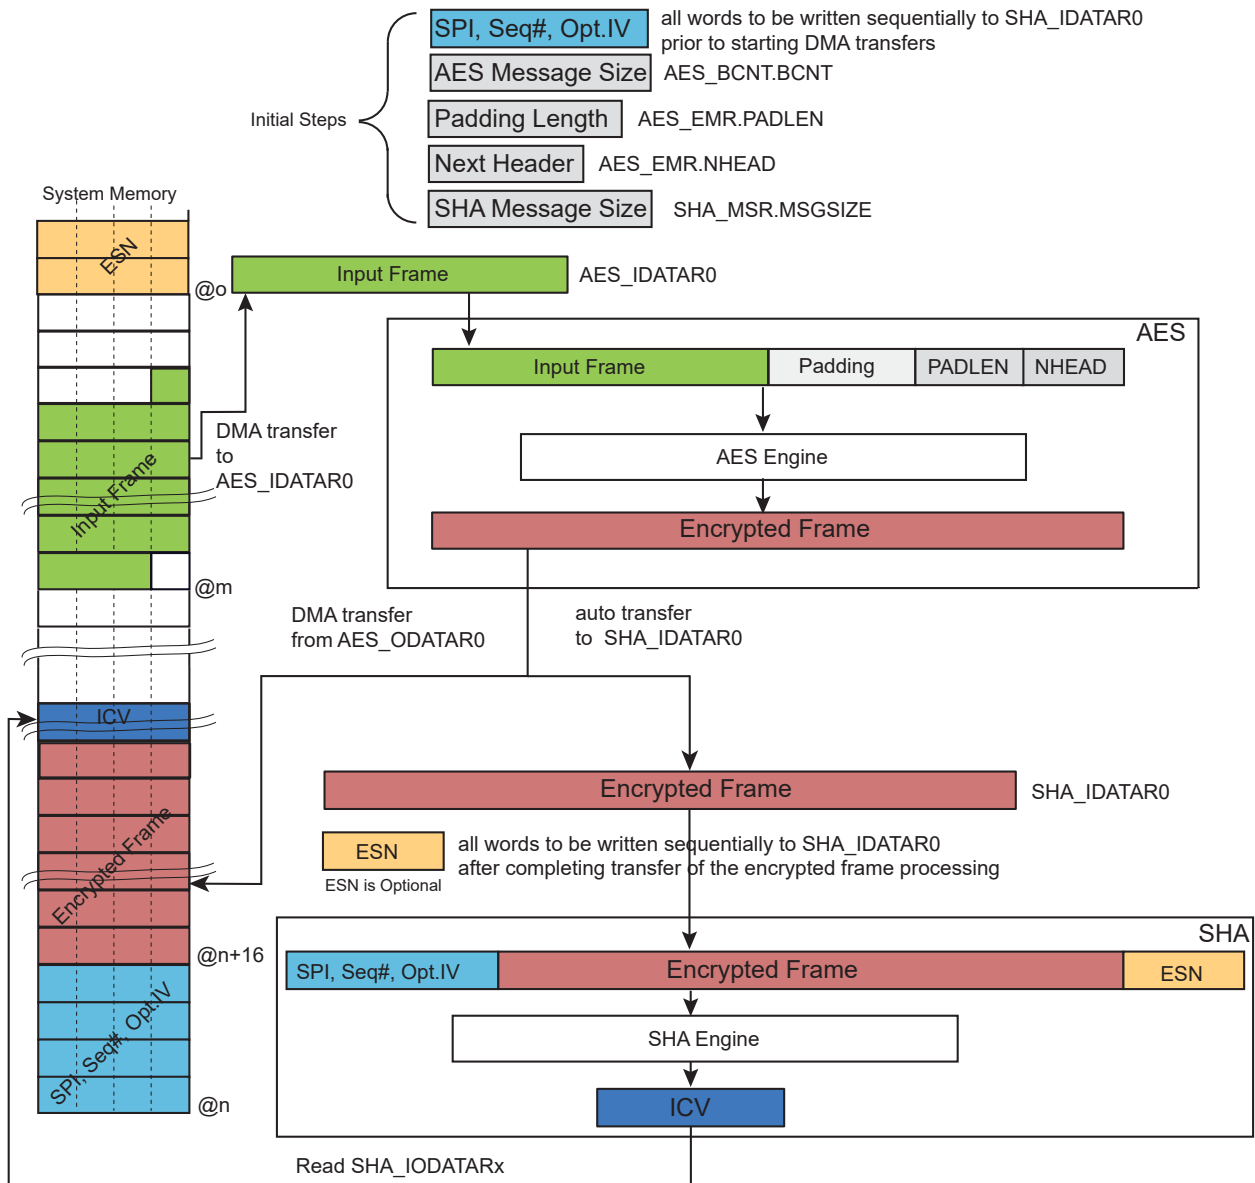 SPI, Seq#, Opt.IV
all words to be written sequentially to SHA_IDATAR0
prior to starting DMA transfers
AES Message Size
AES_BCNT.BCNT
Initial Steps
Padding Length
AES_EMR.PADLEN
Next Header
AES_EMR.NHEAD
SHA Message Size
SHA_MSR.MSGSIZE
System Memory
ESN
@o
Input Frame
AES_IDATAR0
AES
Input Frame
Padding
PADLEN
NHEAD
DMA transfer
to
AES_IDATAR0
AES Engine
Input Frame
Encrypted Frame
@m
DMA transfer
from AES_ODATAR0
auto transfer
to SHA_IDATAR0
ICV
Encrypted Frame
SHA_IDATAR0
ESN
all words to be written sequentially to SHA_IDATAR0
after completing transfer of the encrypted frame processing
ESN is Optional
Encrypted Frame
@n+16
SHA
SPI, Seq#, Opt.IV
Encrypted Frame
ESN
SPI, Seq#, Opt.IV
SHA Engine
@n
ICV
Read SHA_IODATARx